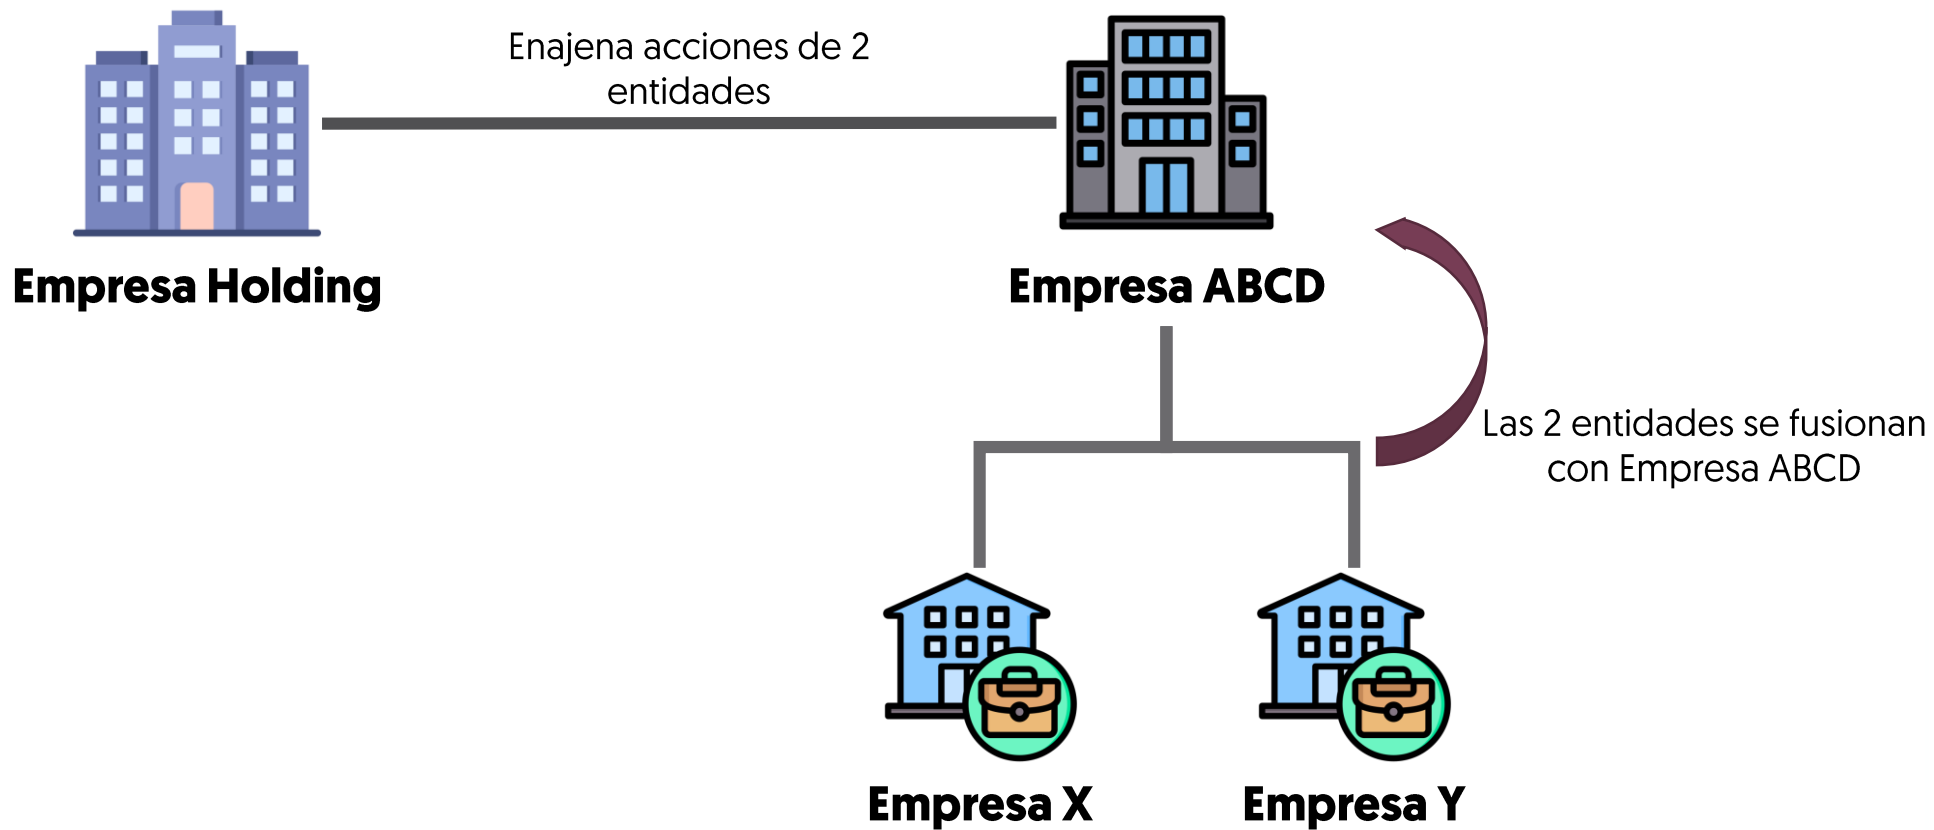 Enajena acciones de 2
entidades
Empresa Holding
Empresa ABCD
Las 2 entidades se fusionan
con Empresa ABCD
Empresa X
Empresa Y